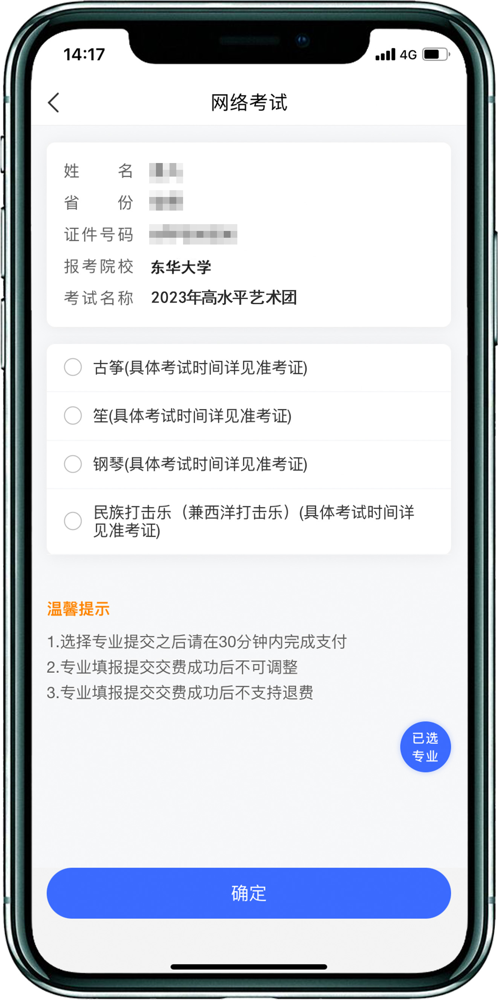 14:17
4G
网络考试
姓名
省份
证件号码
报考院校 东华大学
考试名称 2023年高水平艺术团
古筝(具体考试时间详见准考证)
笙(具体考试时间详见准考证)
钢琴(具体考试时间详见准考证)
民族打击乐（兼西洋打击乐）(具体考试时间详
见准考证)
温馨提示
1.选择专业提交之后请在30分钟内完成支付
2.专业填报提交交费成功后不可调整
3.专业填报提交交费成功后不支持退费
已选
专业
确定